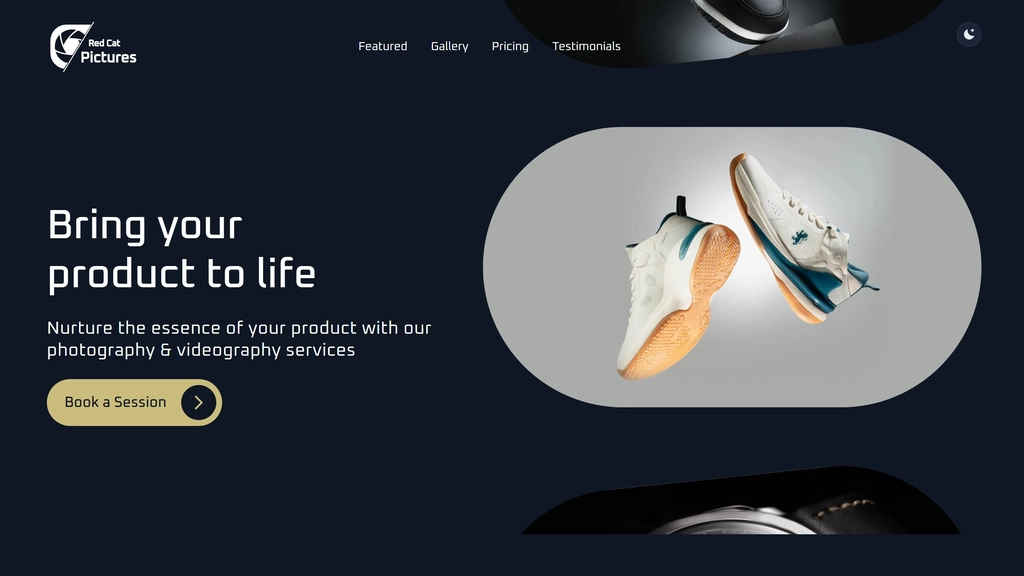 Red Cat
Pictures
Featured
Gallery
Pricing
Testimonials
Bring your
product to life
Nurture the essence of your product with our
photography & videography services
Book a Session